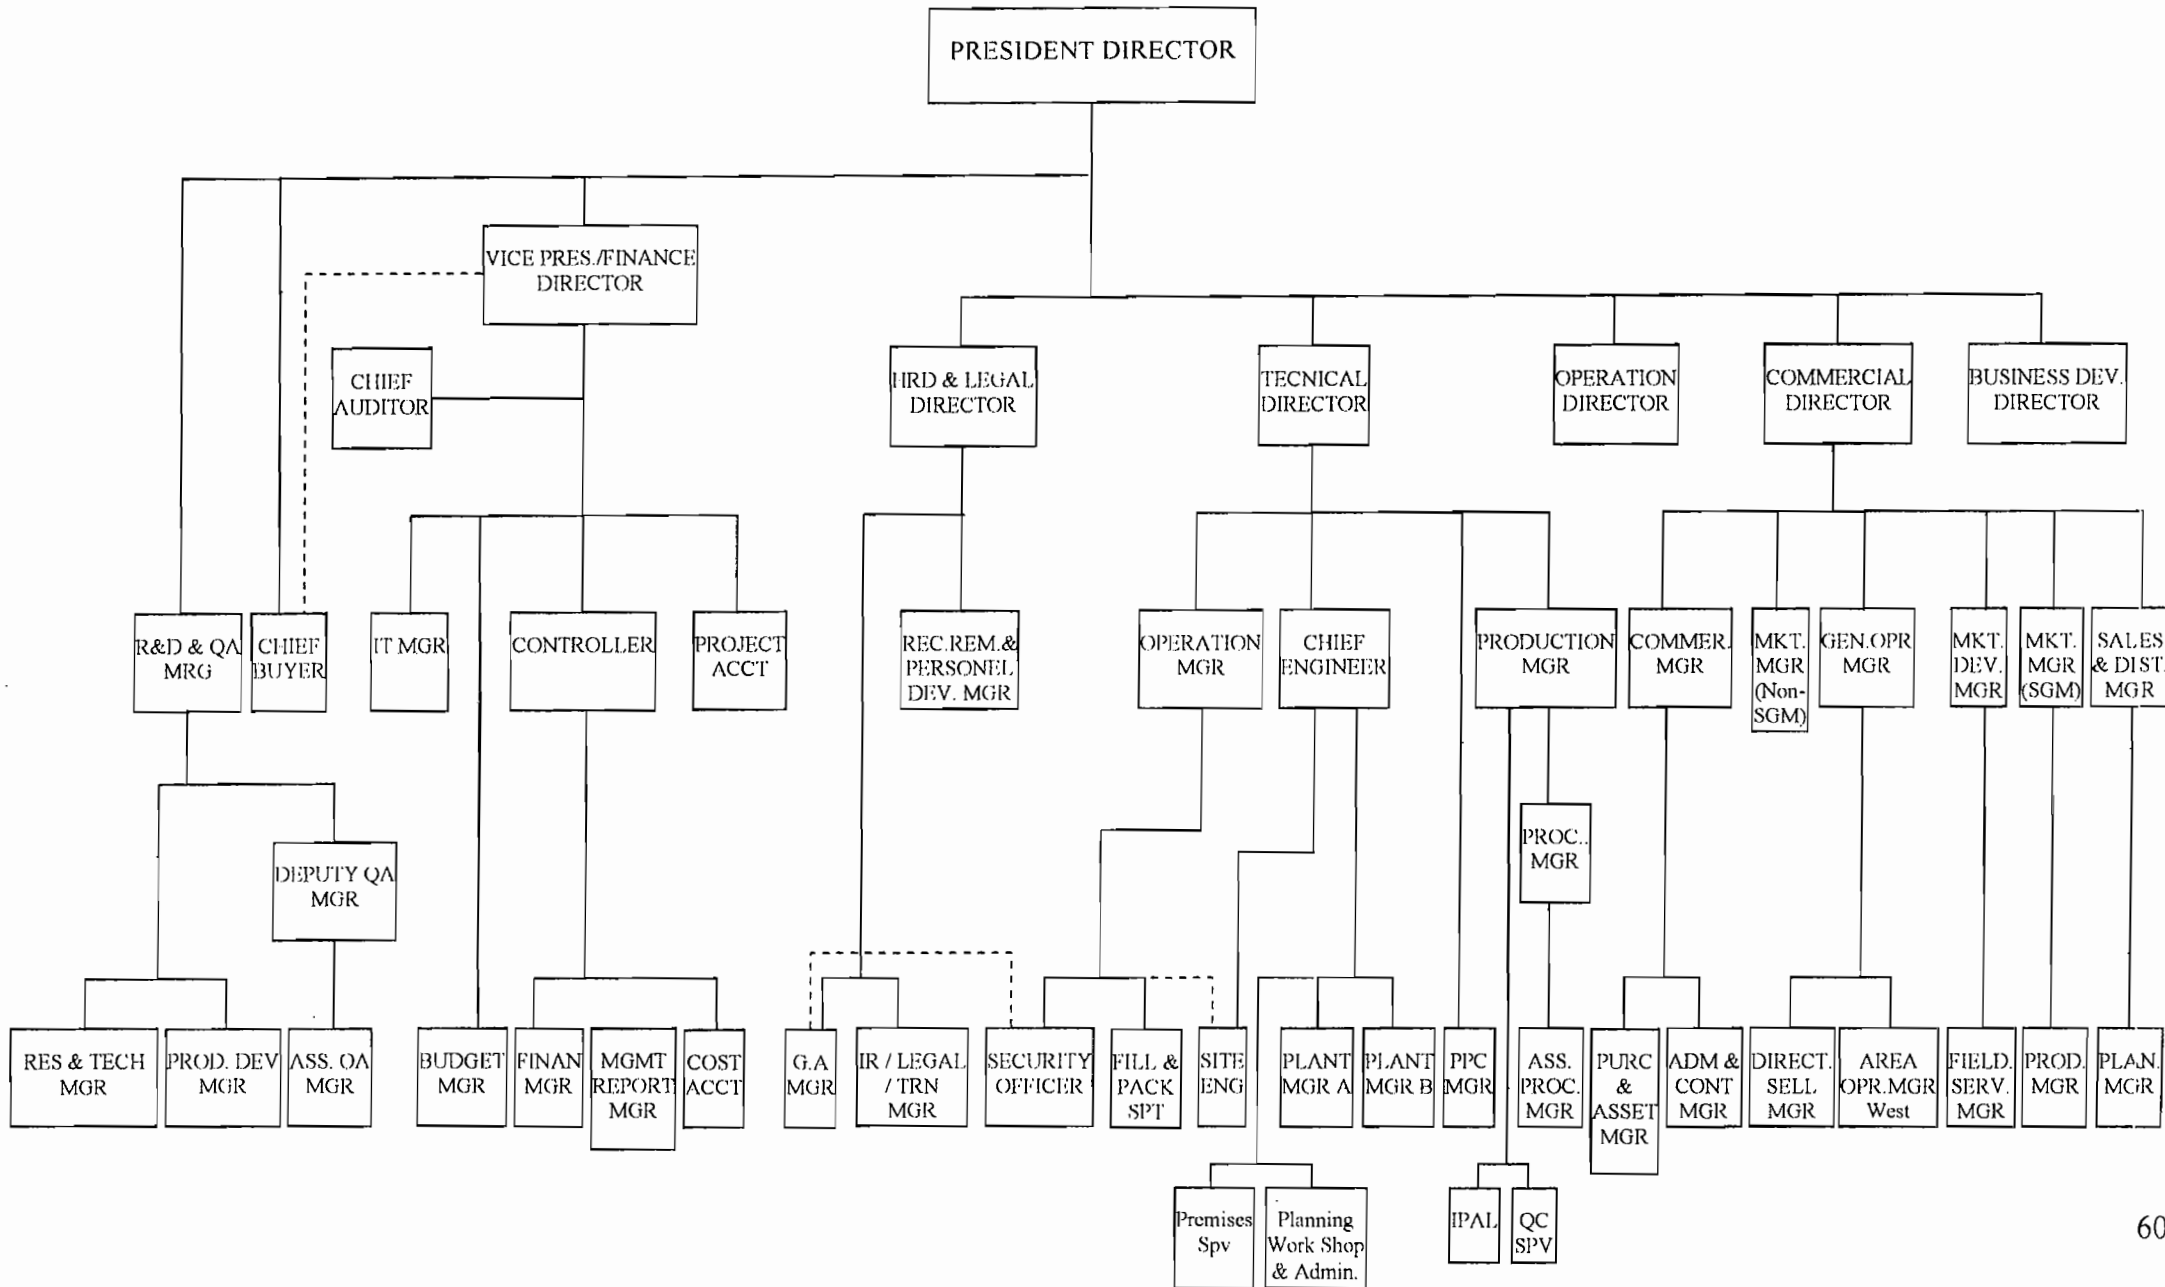 PRESIDENT DIRECTOR
VICE PRES./FINANCE
DIRECTOR
CHIEF
AUDITOR
HRD & LEGAL
DIRECTOR
TECNICAL
DIRECTOR
OPERATION
DIRECTOR
COMMERCIAL
DIRECTOR
BUSINESS DEV.
DIRECTOR
R&D & QA
MRG
CHIEF
BUYER
IT MGR
CONTROLLER
PROJECT
ACCT
REC.REM.&
PERSONEL
DEV. MGR
OPERATION
MGR
CHIEF
ENGINEER
PRODUCTION
MGR
COMMER.
MGR
MKT.
MGR
(Non-
SGM)
GEN.OPR
MGR
MKT.
DEV.
MGR
MKT.
MGR
(SGM)
SALES
& DIST.
MGR
PROC..
MGR
DEPUTY QA
MGR
RES & TECH
MGR
PROD. DEV
MGR
ASS. QA
MGR
BUDGET
MGR
FINAN
MGR
MGMT
REPORT
MGR
COST
ACCT
G.A
MGR
IR / LEGAL
/ TRN
MGR
SECURITY
OFFICER
FILL &
PACK
SPT
SITE
ENG
PLANT
MGR A
PLANT
MGR B
PPC
MGR
ASS.
PROC.
MGR
PURC
&
ASSET
MGR
ADM &
CONT
MGR
DIRECT.
SELL
MGR
AREA
OPR.MGR
West
FIELD.
SERV.
MGR
PROD.
MGR
PLAN.
MGR
Premises
Spv
Planning
Work Shop
& Admin.
IPAL
QC
SPV
60